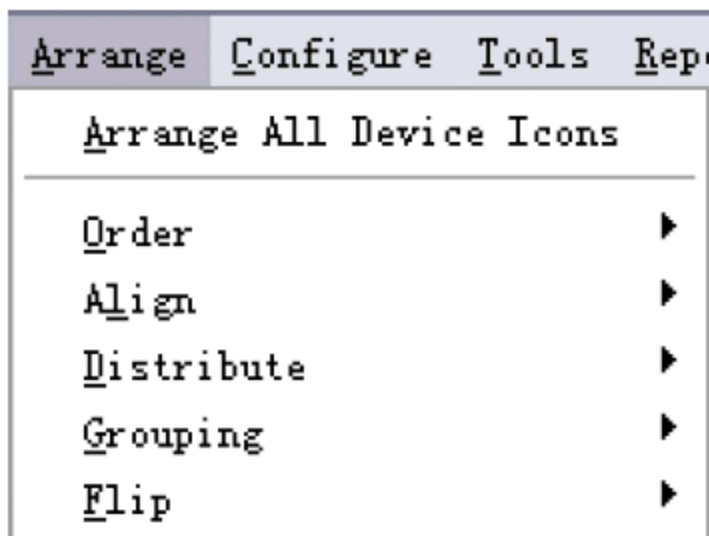 Arrange Configure Tools
Arrange All Device Icons
Order
Align
Distribute
Grouping
Flip